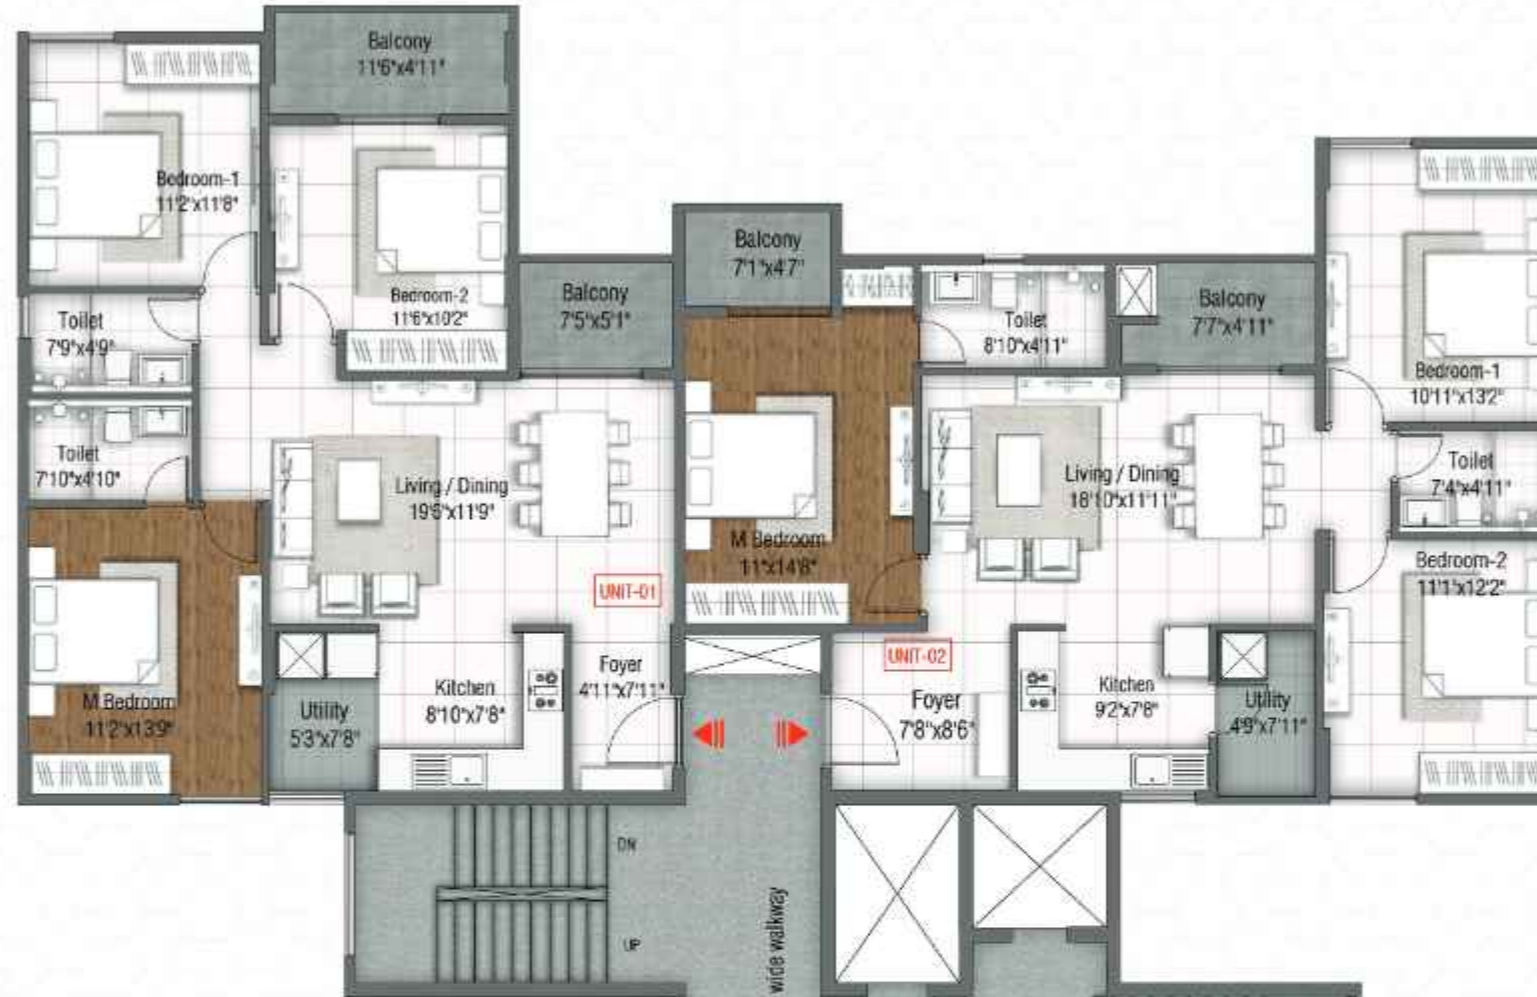 Balcony
11'6"x4'11"
Bedroom-1
11'2"x11'8"
Bedroom-2
11'6"x10'2"
Toilet
7'9"x4'9"
Toilet
7'10"x4'10"
Balcony
7'5"x5'1"
Living / Dining
19'6"x11'9"
UNIT-01
M Bedroom
11'2"x13'9"
Utility
5'3"x7'8"
Kitchen
8'10"x7'8"
Foyer
4'11"x7'11"
Balcony
7'1"x4'7"
Toilet
8'10"x4'11"
Balcony
7'7"x4'11"
Bedroom-1
10'11"x13'2"
M Bedroom
11"x14'8"
Living / Dining
18'10"x11'11"
Toilet
7'4"x4'11"
Bedroom-2
11'1"x12'2"
UNIT-02
Foyer
7'8"x8'6"
Kitchen
9'2"x7'8"
Utility
4'9"x7'11"
DN
UP
wide walkway